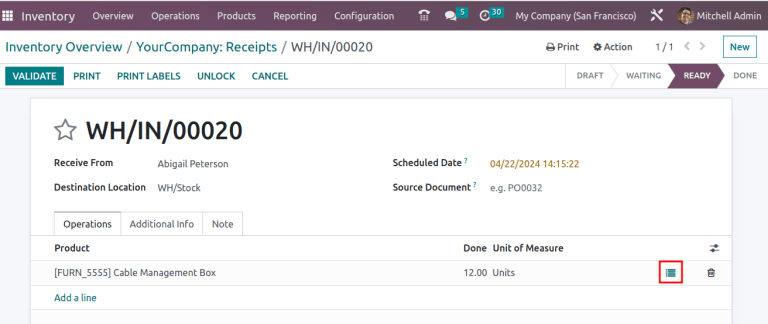 Inventory Overview Operations Products Reporting Configuration 5 30 My Company (San Francisco) Mitchell Admin
Inventory Overview / YourCompany: Receipts / WH/IN/00020 Print Action 1 / 1 New
VALIDATE PRINT PRINT LABELS UNLOCK CANCEL DRAFT WAITING READY DONE
WH/IN/00020
Receive From Abigail Peterson Scheduled Date ? 04/22/2024 14:15:22
Destination Location WH/Stock Source Document ? e.g. PO0032
Operations Additional Info Note
Product Done Unit of Measure
[FURN_5555] Cable Management Box 12.00 Units
Add a line